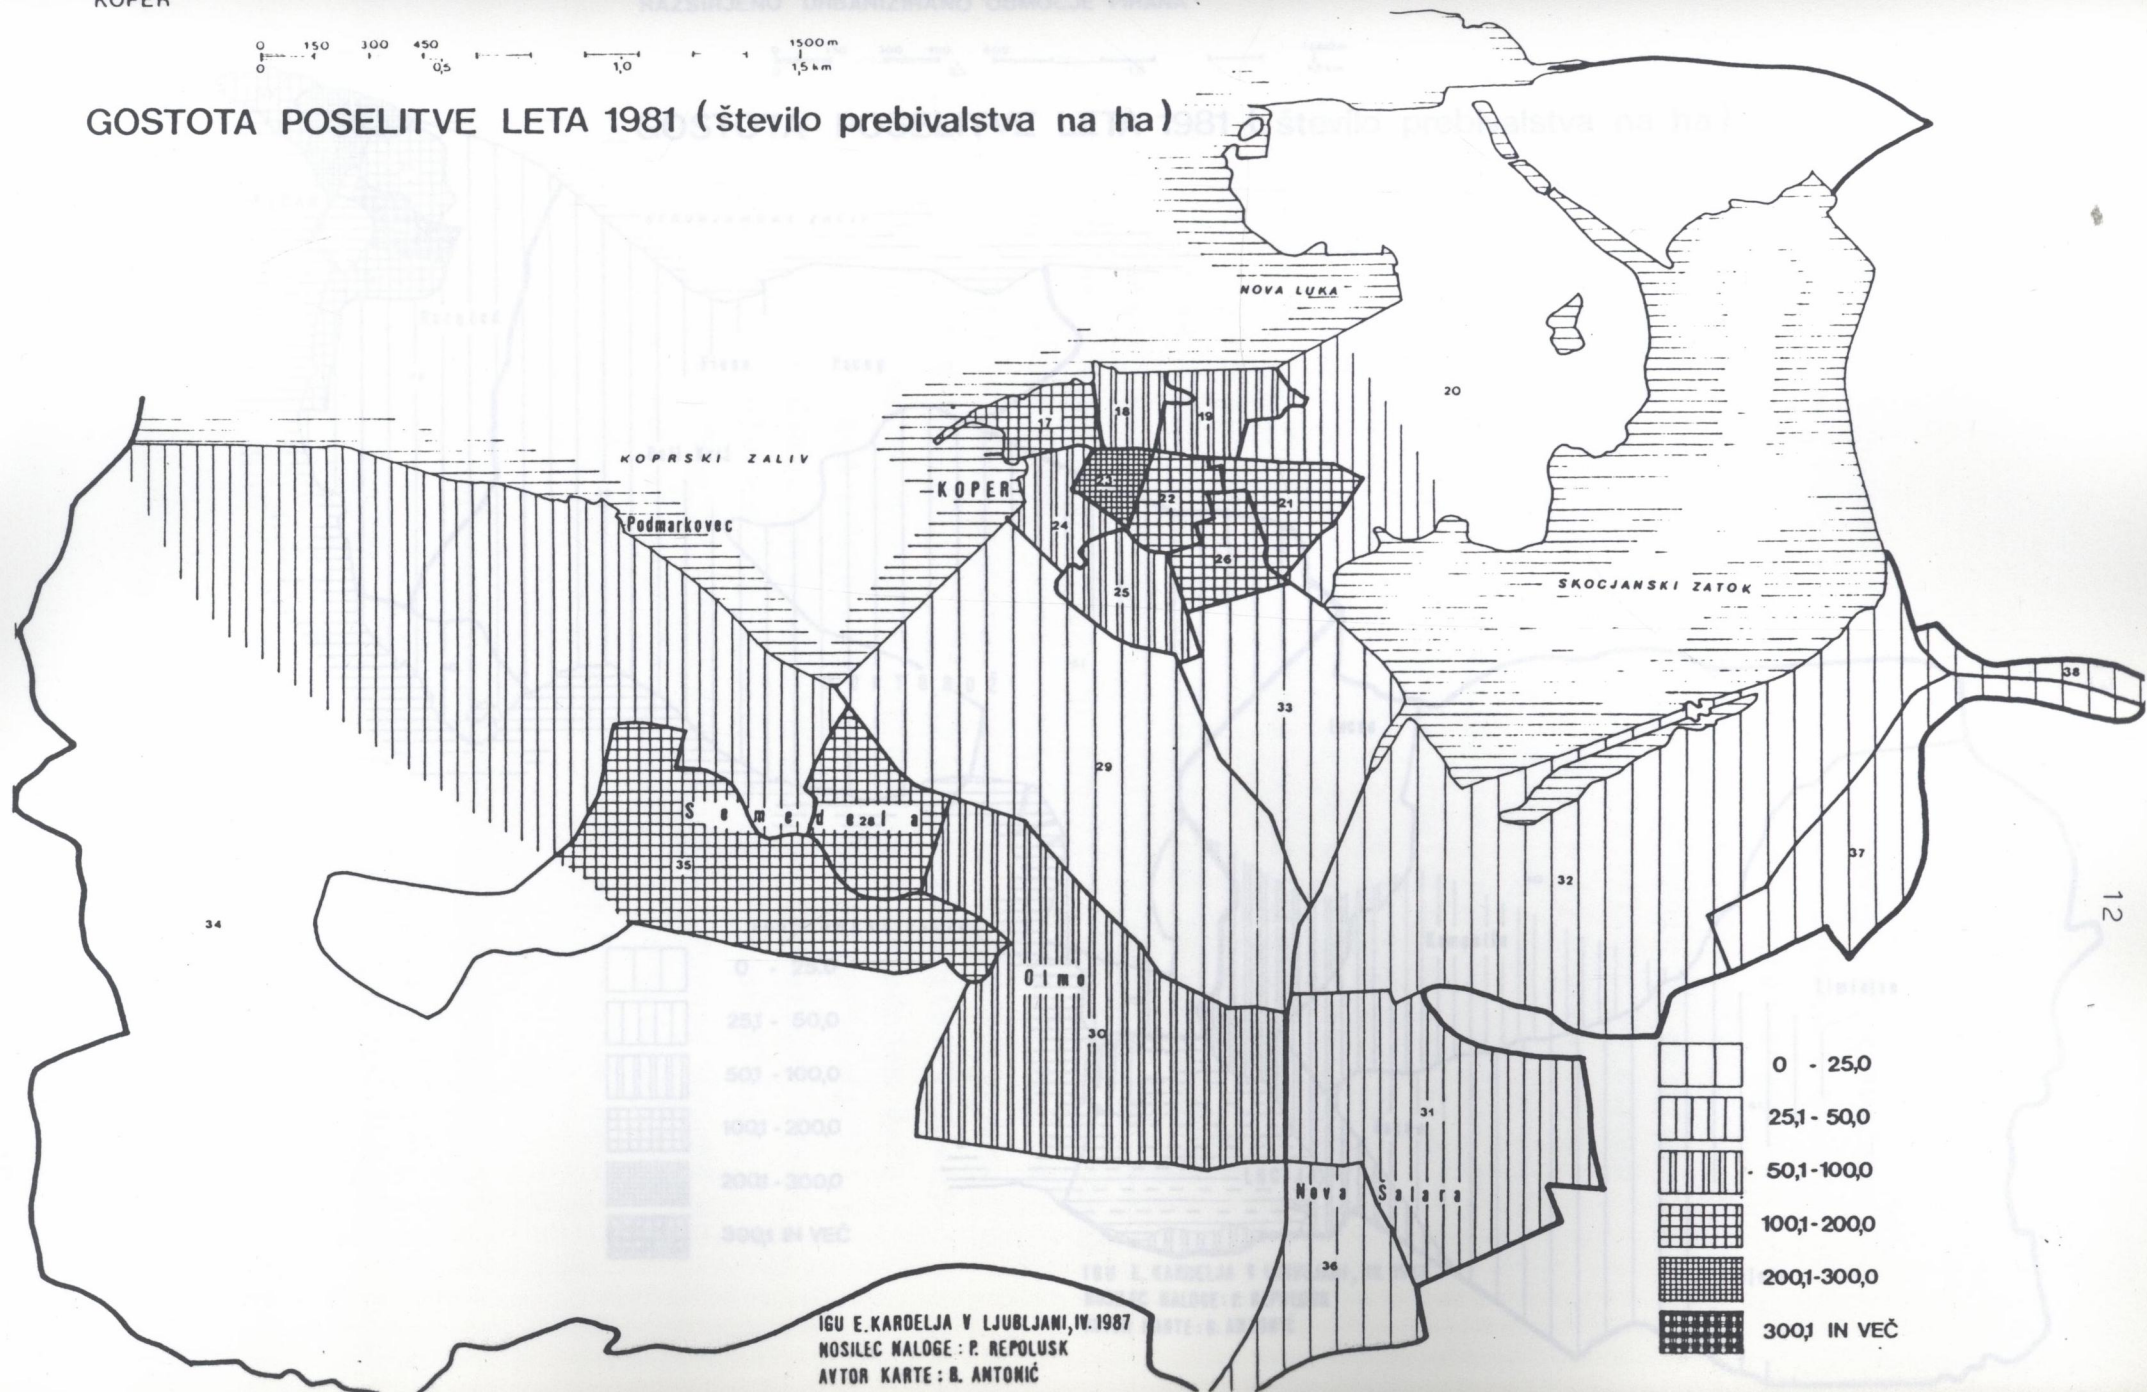 KOPER
0 150 300 450 1500 m
0 0,5 1,0 1,5 km
GOSTOTA POSELITVE LETA 1981 (število prebivalstva na ha)
NOVA LUKA
20
17
18
19
KOPRSKI ZALIV
KOPER
23
22
21
Podmarkovec
24
26
25
SKOCJANSKI ZATOK
38
33
29
Semedela
28
35
37
32
34
12
Olmo
30
31
Nova Šalara
36
0 - 25,0
25,1 - 50,0
50,1 - 100,0
100,1 - 200,0
200,1 - 300,0
300,1 IN VEČ
IGU E.KARDELJA V LJUBLJANI, IV. 1987
NOSILEC NALOGE : P. REPOLUSK
AVTOR KARTE : B. ANTONIĆ